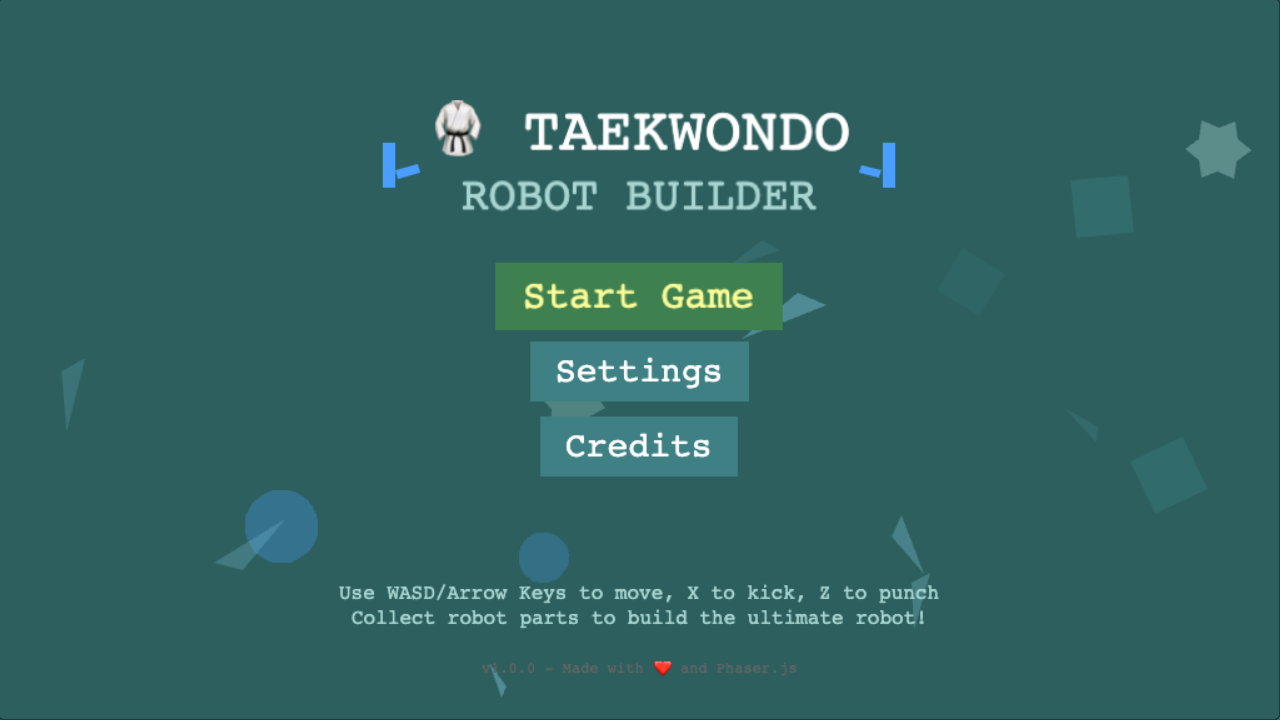 🥋 TAEKWONDO
ROBOT BUILDER
Start Game
Settings
Credits
Use WASD/Arrow Keys to move, X to kick, Z to punch
Collect robot parts to build the ultimate robot!
v1.0.0 - Made with ❤️ and Phaser.js